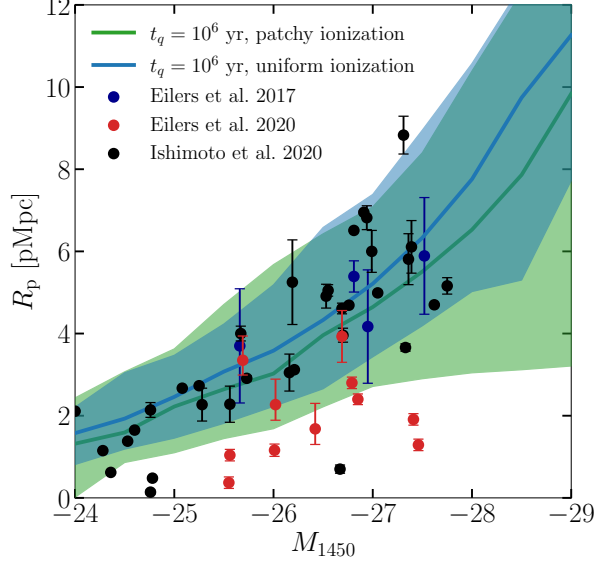 12
10
8
6
4
2
0
R_p [pMpc]
t_q = 10^6 yr, patchy ionization
t_q = 10^6 yr, uniform ionization
Eilers et al. 2017
Eilers et al. 2020
Ishimoto et al. 2020
−24 −25 −26 −27 −28 −29
M_1450